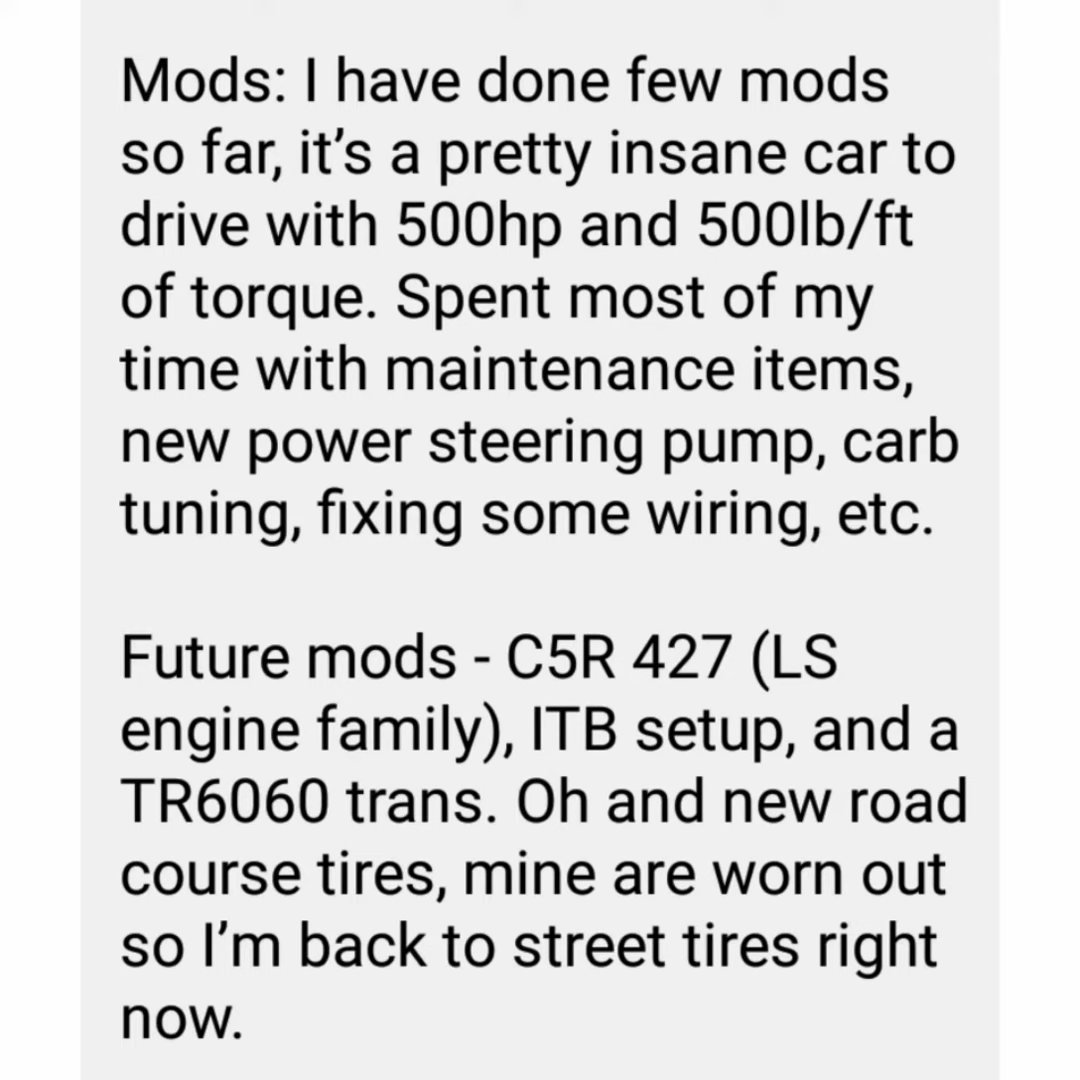 Mods: I have done few mods
so far, it’s a pretty insane car to
drive with 500hp and 500lb/ft
of torque. Spent most of my
time with maintenance items,
new power steering pump, carb
tuning, fixing some wiring, etc.
Future mods - C5R 427 (LS
engine family), ITB setup, and a
TR6060 trans. Oh and new road
course tires, mine are worn out
so I’m back to street tires right
now.